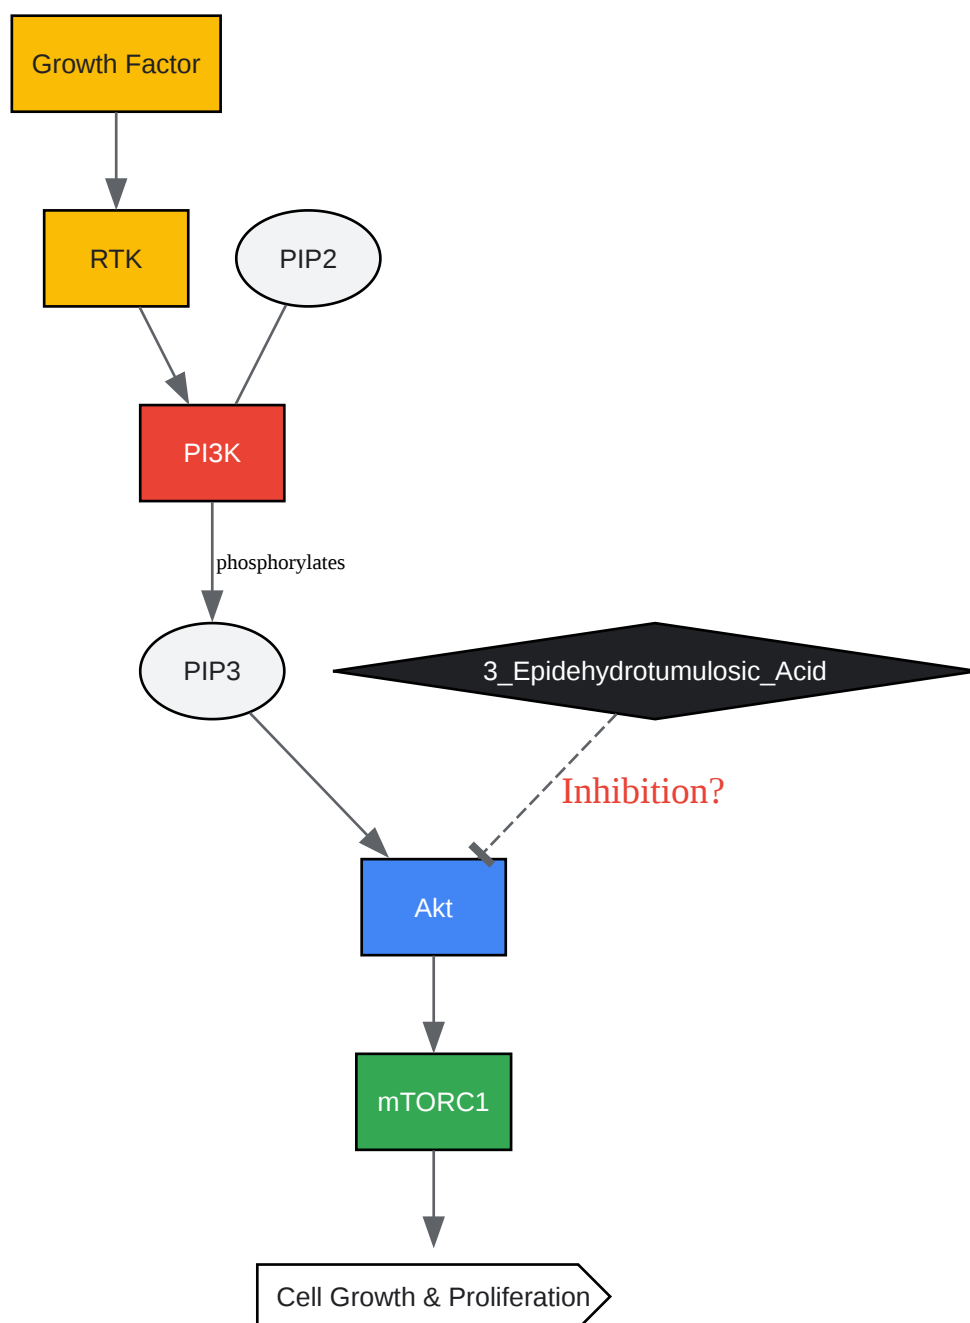 Growth Factor
RTK
PIP2
PI3K
phosphorylates
PIP3
3_Epidehydrotumulosic_Acid
Inhibition?
Akt
mTORC1
Cell Growth & Proliferation